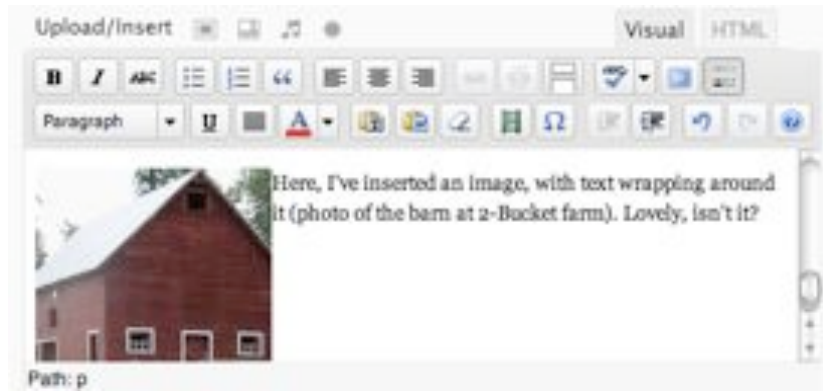 Upload/Insert
Visual HTML
B I ABC
Paragraph U A Ω
Here, I've inserted an image, with text wrapping around
it (photo of the barn at 2-Bucket farm). Lovely, isn't it?
Path: p